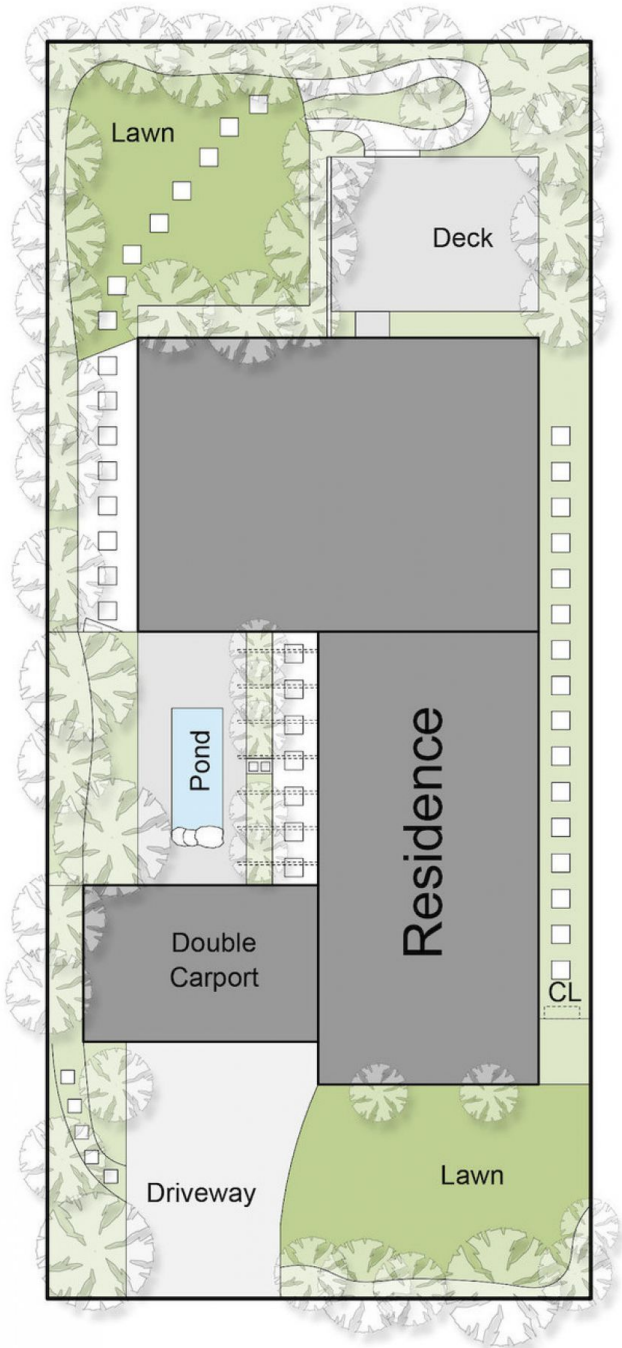 Lawn
Deck
Pond
Residence
Double
Carport
CL
Driveway
Lawn